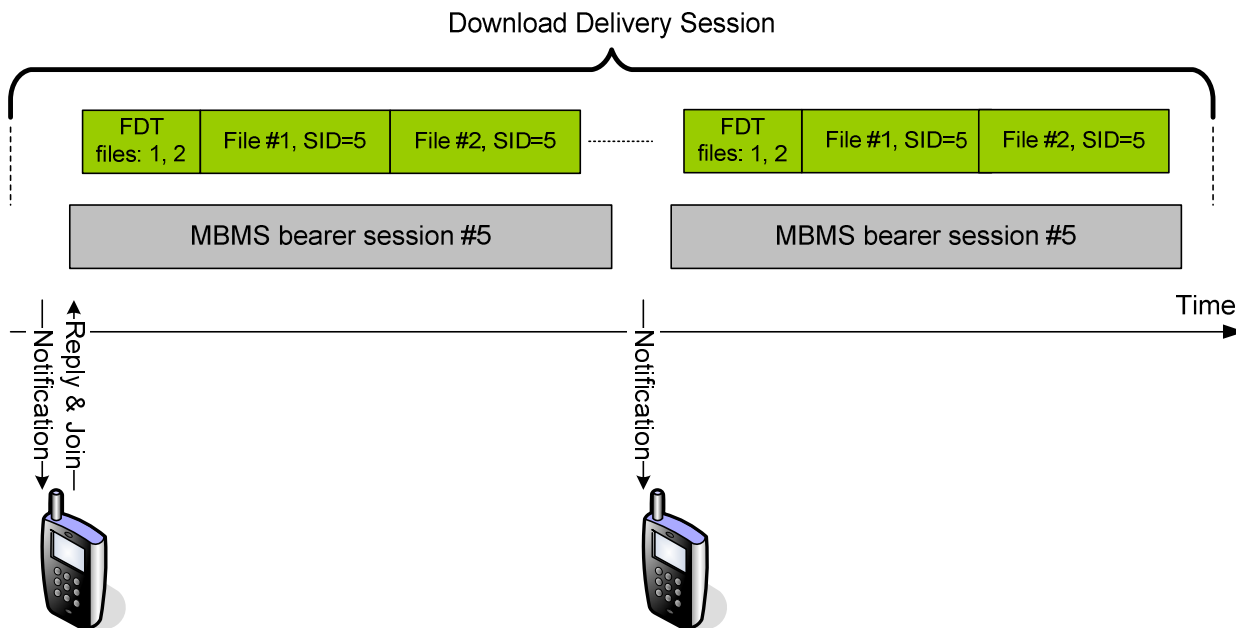 Download Delivery Session
FDT
files: 1, 2
File #1, SID=5
File #2, SID=5
FDT
files: 1, 2
File #1, SID=5
File #2, SID=5
MBMS bearer session #5
MBMS bearer session #5
Time
Notification
Reply & Join
Notification